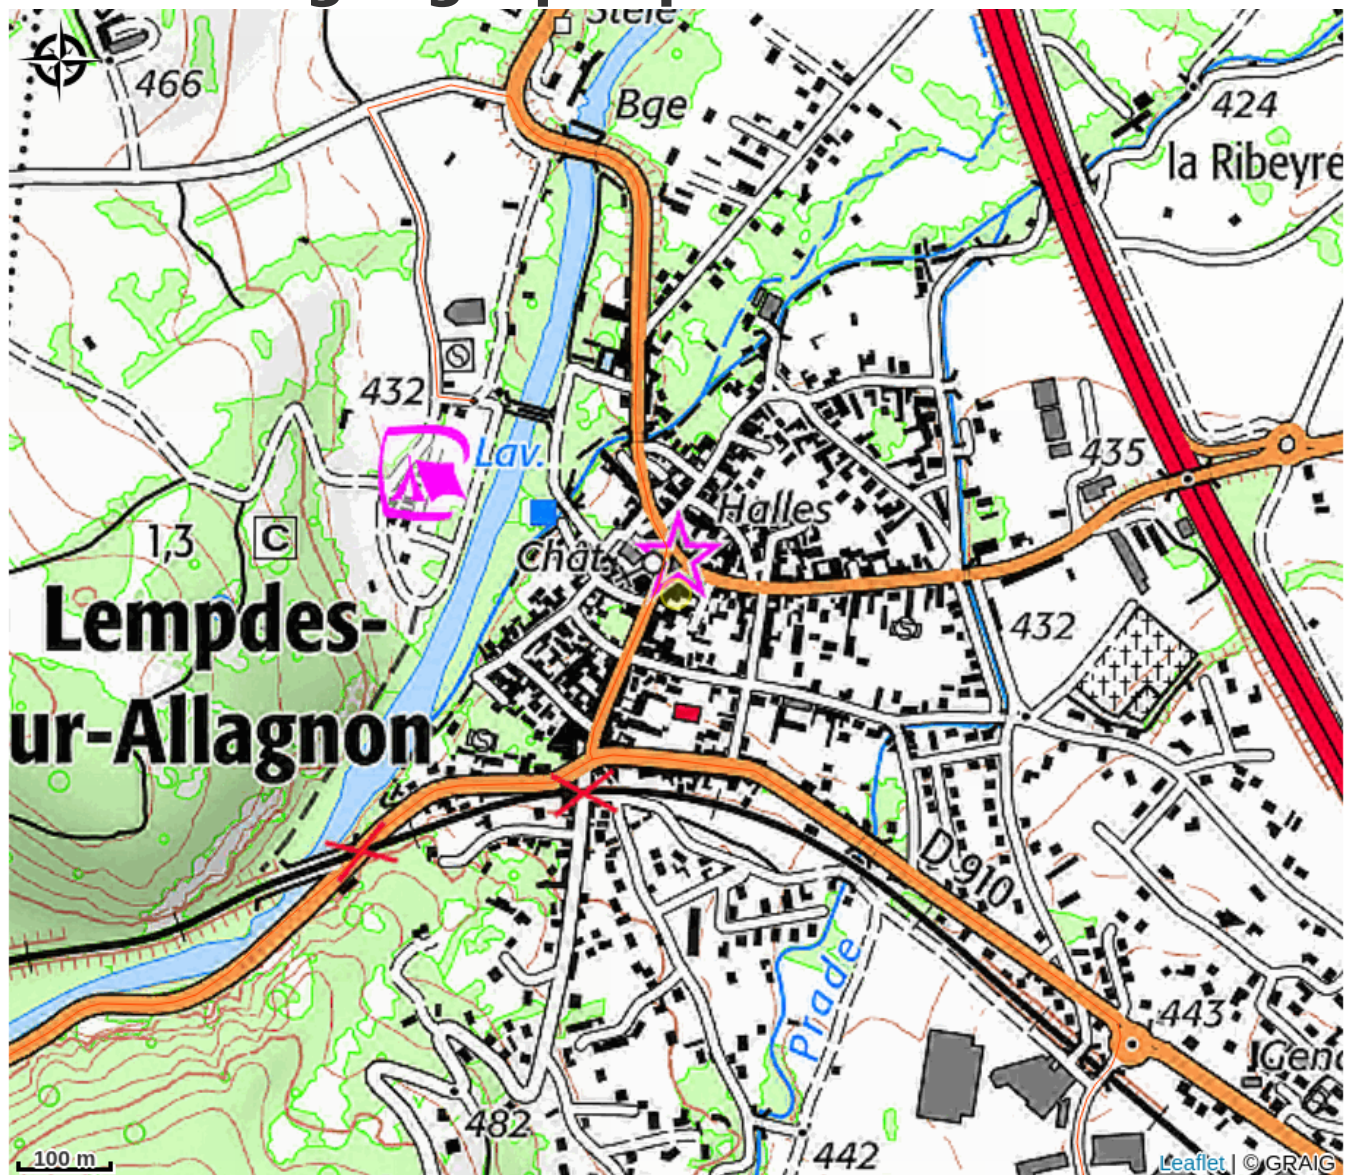 Stèle
466
Bge
424
la Ribeyre
432
Lav.
435
Halles
1,3
C
Chât.
Lempdes-
ur-Allagnon
432
D 910
Prade
443
Gend
482
442
100 m
Leaflet | © GRAIG